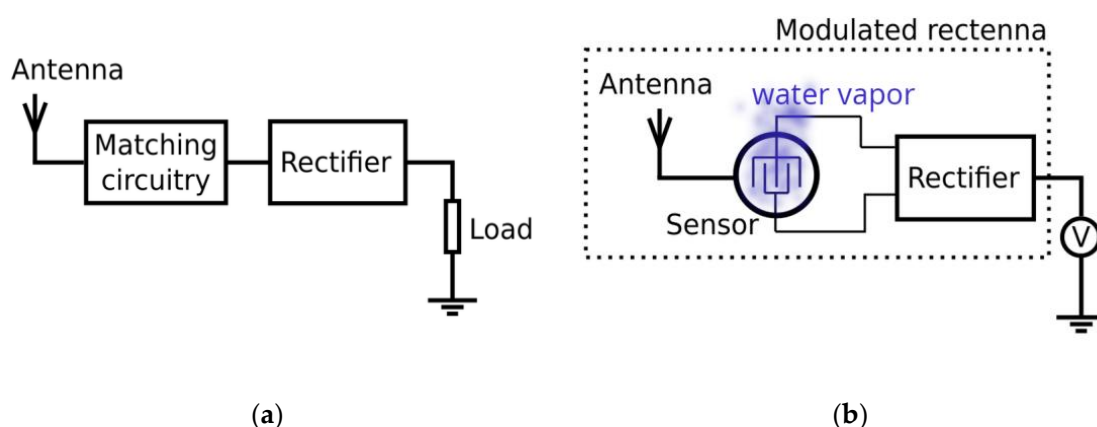 Antenna
Matching
circuitry
Rectifier
Load
(a)
Modulated rectenna
Antenna
water vapor
Sensor
Rectifier
V
(b)